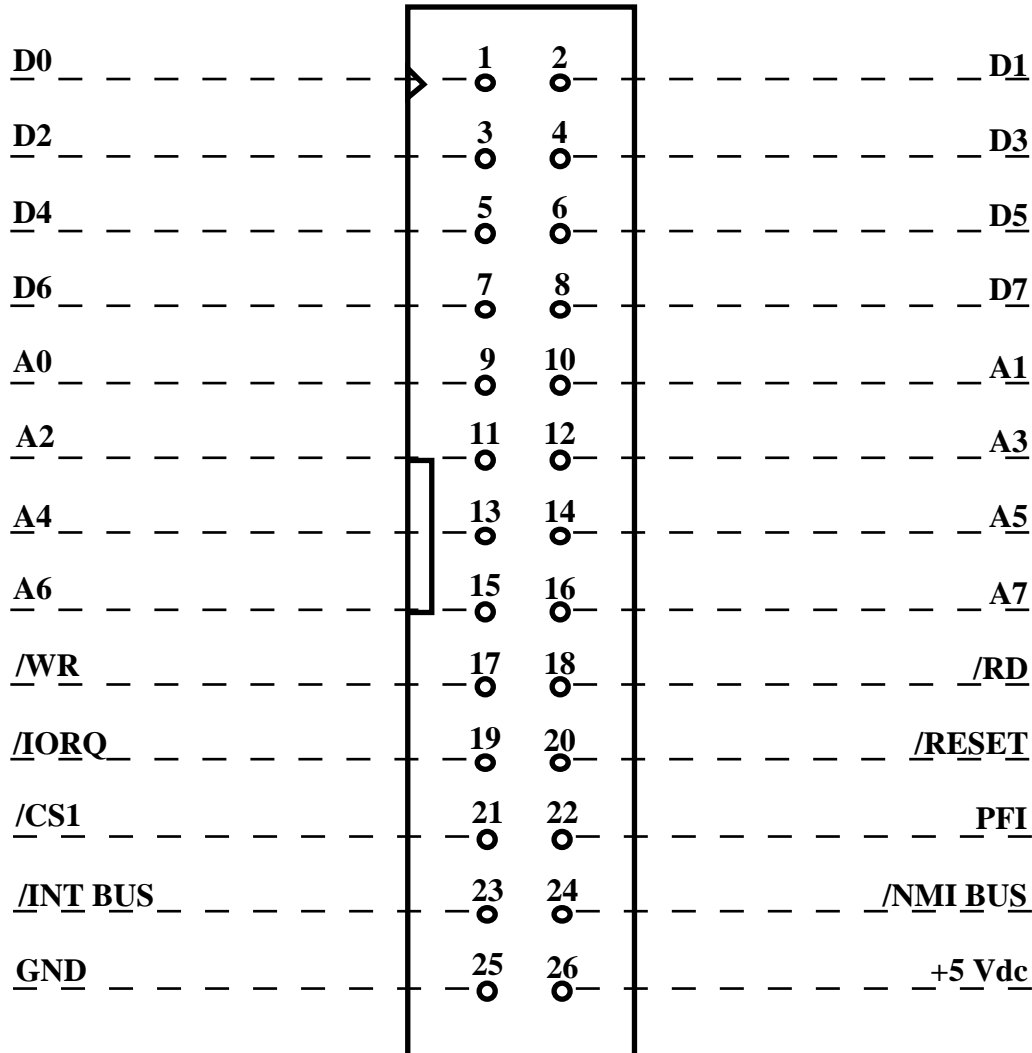 D0 1 2 D1
D2 3 4 D3
D4 5 6 D5
D6 7 8 D7
A0 9 10 A1
A2 11 12 A3
A4 13 14 A5
A6 15 16 A7
/WR 17 18 /RD
/IORQ 19 20 /RESET
/CS1 21 22 PFI
/INT BUS 23 24 /NMI BUS
GND 25 26 +5 Vdc